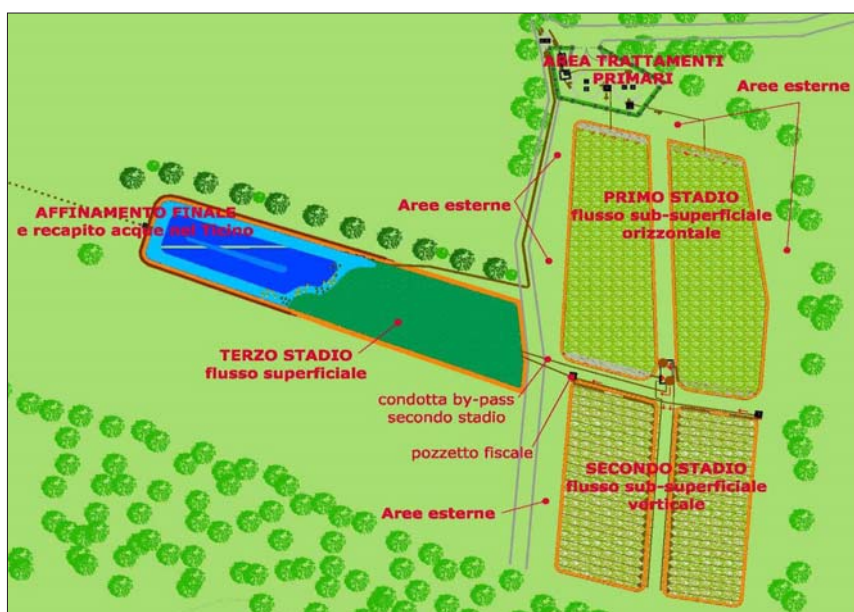 AREA TRATTAMENTI
PRIMARI
Aree esterne
PRIMO STADIO
flusso sub-superficiale
orizzontale
Aree esterne
AFFINAMENTO FINALE
e recapito acque nel Ticino
TERZO STADIO
flusso superficiale
condotta by-pass
secondo stadio
pozzetto fiscale
SECONDO STADIO
flusso sub-superficiale
verticale
Aree esterne